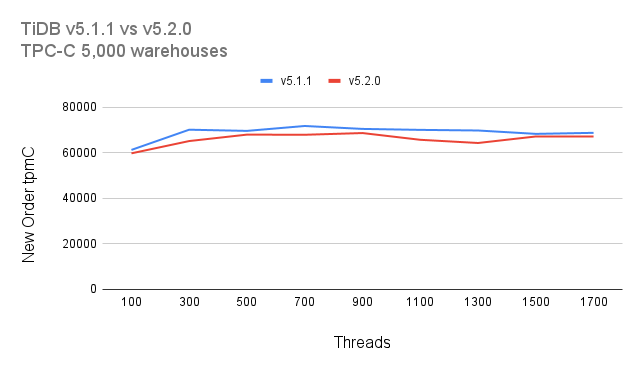 TiDB v5.1.1 vs v5.2.0
TPC-C 5,000 warehouses
v5.1.1 v5.2.0
New Order tpmC
80000
60000
40000
20000
0
100 300 500 700 900 1100 1300 1500 1700
Threads